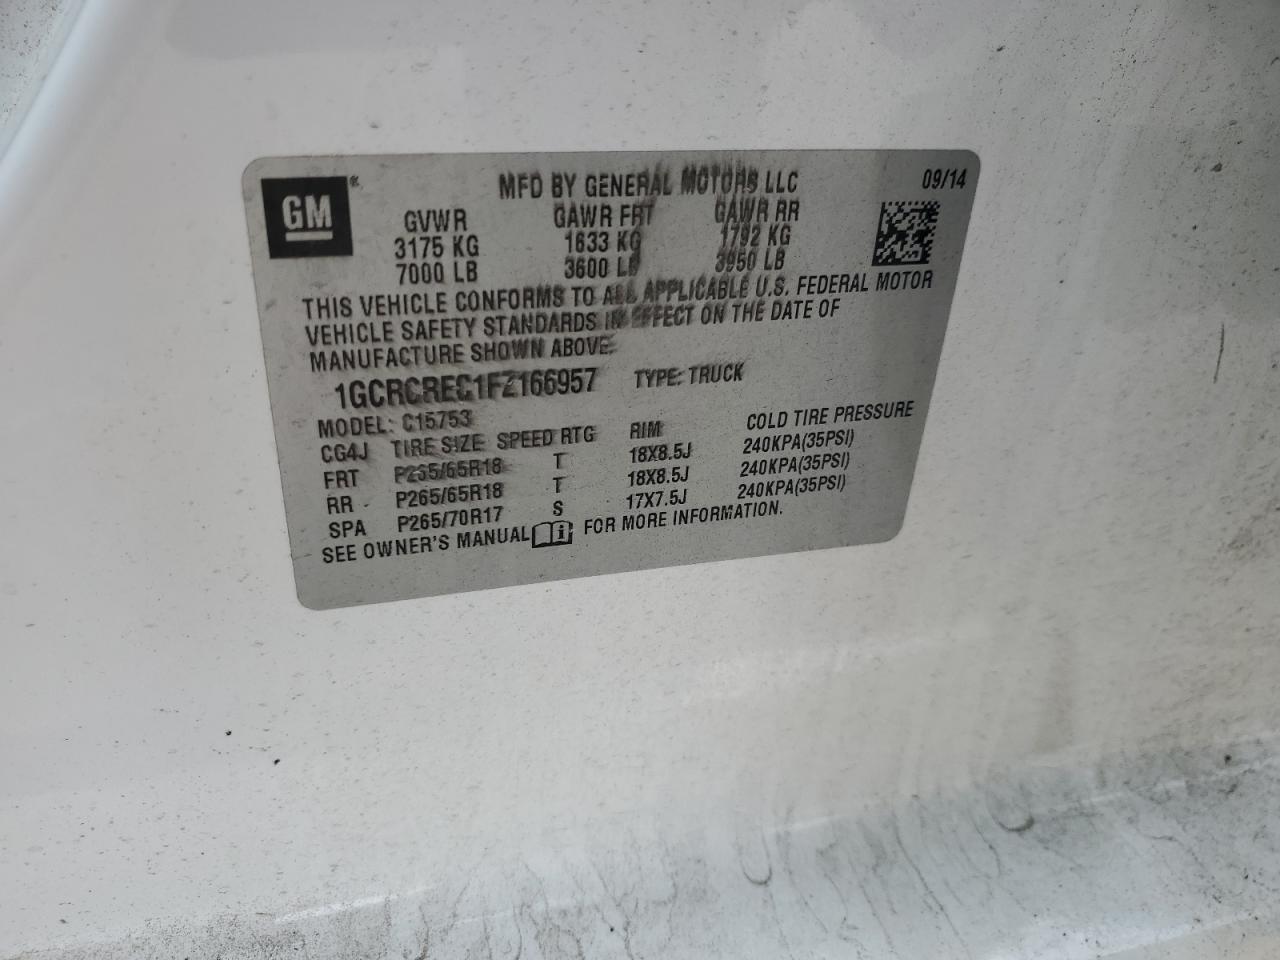 GM®
MFD BY GENERAL MOTORS LLC 09/14
GVWR GAWR FRT GAWR RR
3175 KG 1633 KG 1792 KG
7000 LB 3600 LB 3950 LB
THIS VEHICLE CONFORMS TO ALL APPLICABLE U.S. FEDERAL MOTOR
VEHICLE SAFETY STANDARDS IN EFFECT ON THE DATE OF
MANUFACTURE SHOWN ABOVE.
1GCRCREC1FZ166957 TYPE: TRUCK
MODEL: C15753
CG4J TIRE SIZE SPEED RTG RIM COLD TIRE PRESSURE
FRT P265/65R18 T 18X8.5J 240KPA(35PSI)
RR P265/65R18 T 18X8.5J 240KPA(35PSI)
SPA P265/70R17 S 17X7.5J 240KPA(35PSI)
SEE OWNER'S MANUAL FOR MORE INFORMATION.